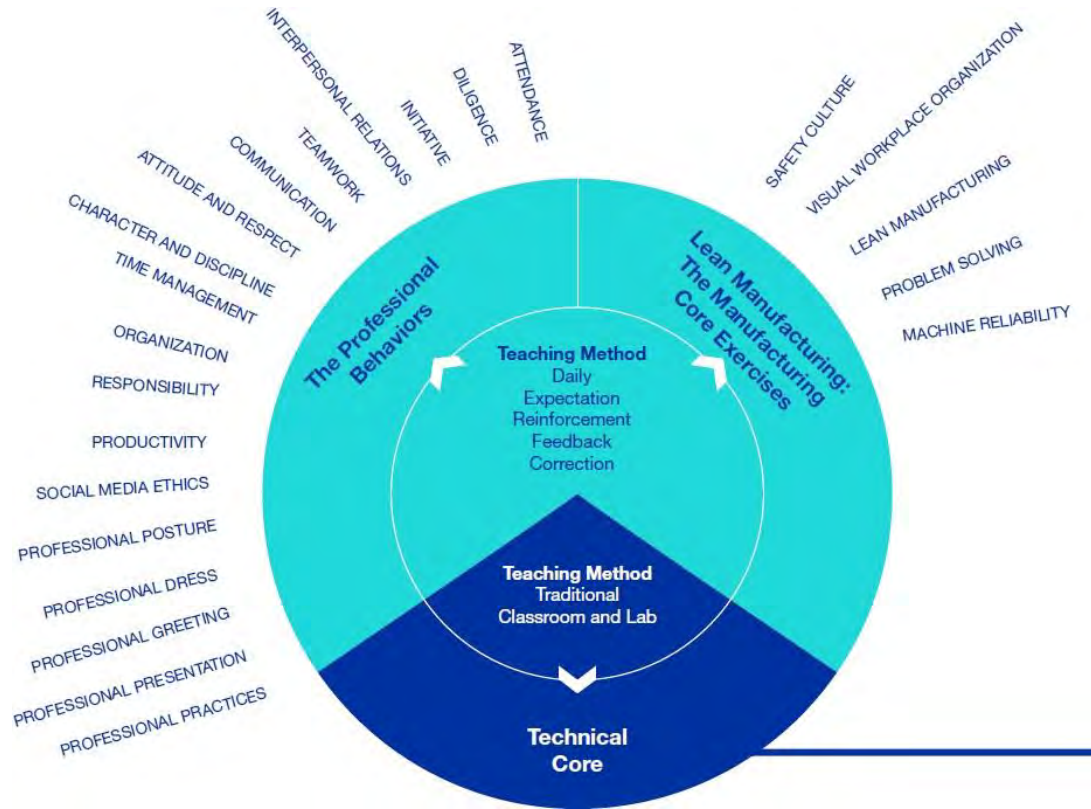 ATTENDANCE
DILIGENCE
INITIATIVE
INTERPERSONAL RELATIONS
TEAMWORK
COMMUNICATION
ATTITUDE AND RESPECT
CHARACTER AND DISCIPLINE
TIME MANAGEMENT
ORGANIZATION
RESPONSIBILITY
PRODUCTIVITY
SOCIAL MEDIA ETHICS
PROFESSIONAL POSTURE
PROFESSIONAL DRESS
PROFESSIONAL GREETING
PROFESSIONAL PRESENTATION
PROFESSIONAL PRACTICES
SAFETY CULTURE
VISUAL WORKPLACE ORGANIZATION
LEAN MANUFACTURING
PROBLEM SOLVING
MACHINE RELIABILITY
The Professional
Behaviors
Lean Manufacturing:
The Manufacturing
Core Exercises
Teaching Method
Daily
Expectation
Reinforcement
Feedback
Correction
Teaching Method
Traditional
Classroom and Lab
Technical
Core